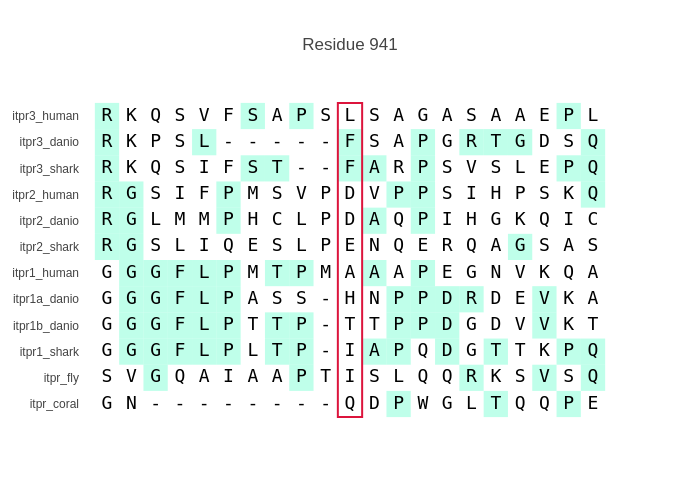 Residue 941
itpr3_human R K Q S V F S A P S L S A G A S A A E P L
itpr3_danio R K P S L - - - - - F S A P G R T G D S Q
itpr3_shark R K Q S I F S T - - F A R P S V S L E P Q
itpr2_human R G S I F P M S V P D V P P S I H P S K Q
itpr2_danio R G L M M P H C L P D A Q P I H G K Q I C
itpr2_shark R G S L I Q E S L P E N Q E R Q A G S A S
itpr1_human G G G F L P M T P M A A A P E G N V K Q A
itpr1a_danio G G G F L P A S S - H N P P D R D E V K A
itpr1b_danio G G G F L P T T P - T T P P D G D V V K T
itpr1_shark G G G F L P L T P - I A P Q D G T T K P Q
itpr_fly S V G Q A I A A P T I S L Q Q R K S V S Q
itpr_coral G N - - - - - - - - Q D P W G L T Q Q P E